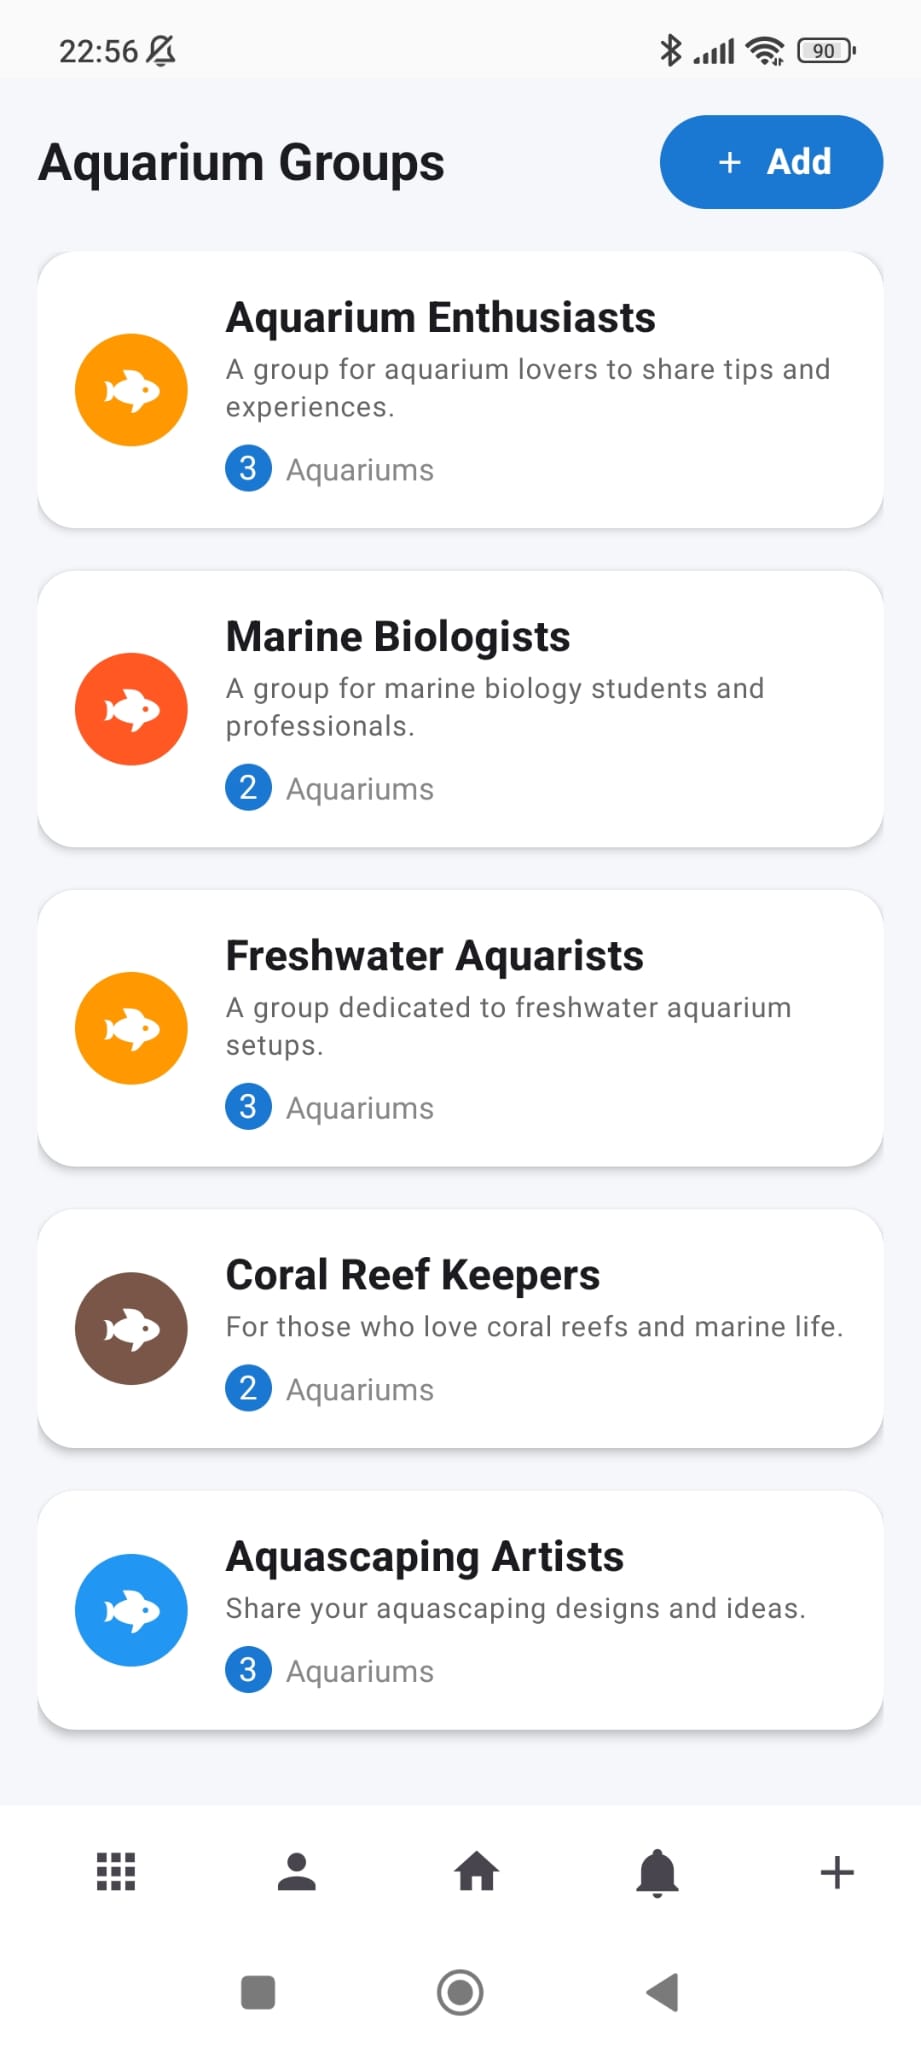 22:56
90
Aquarium Groups
+ Add
Aquarium Enthusiasts
A group for aquarium lovers to share tips and
experiences.
3 Aquariums
Marine Biologists
A group for marine biology students and
professionals.
2 Aquariums
Freshwater Aquarists
A group dedicated to freshwater aquarium
setups.
3 Aquariums
Coral Reef Keepers
For those who love coral reefs and marine life.
2 Aquariums
Aquascaping Artists
Share your aquascaping designs and ideas.
3 Aquariums